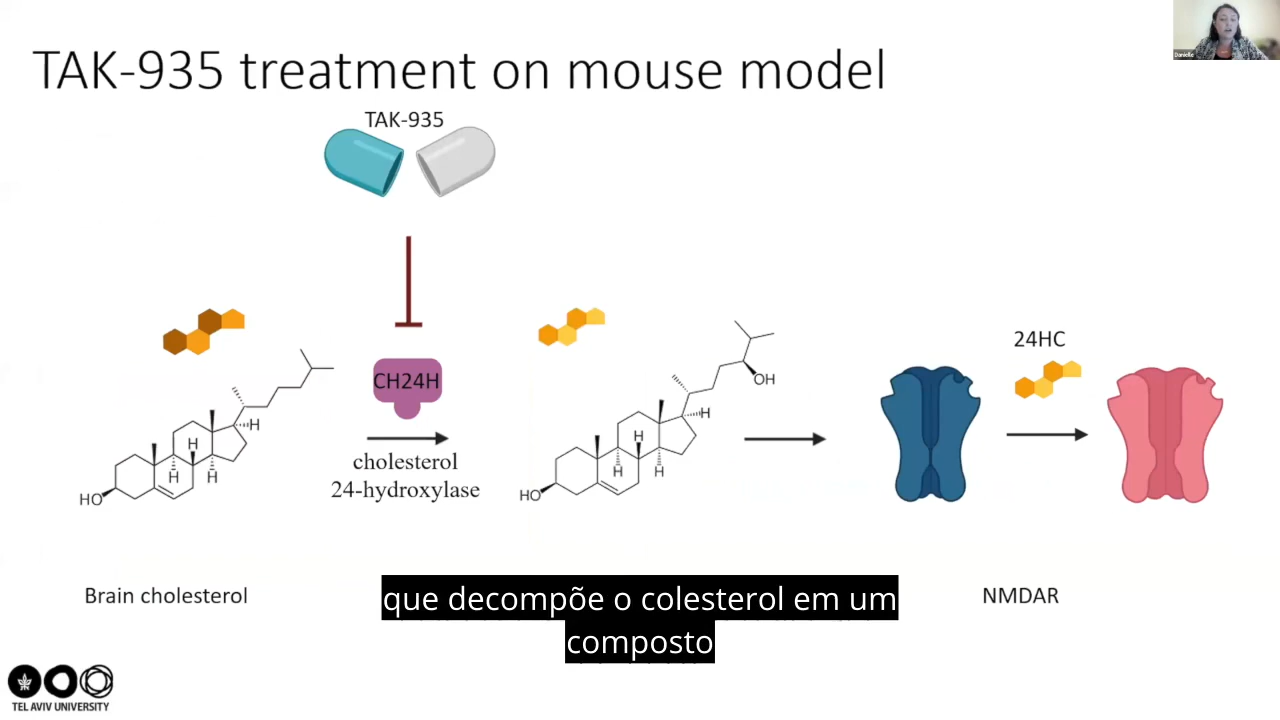 Danielle
TAK-935 treatment on mouse model
TAK-935
CH24H
cholesterol
24-hydroxylase
HO
H
H
H
H
HO
H
H
H
H
OH
24HC
Brain cholesterol
NMDAR
que decompõe o colesterol em um
composto
TEL AVIV UNIVERSITY